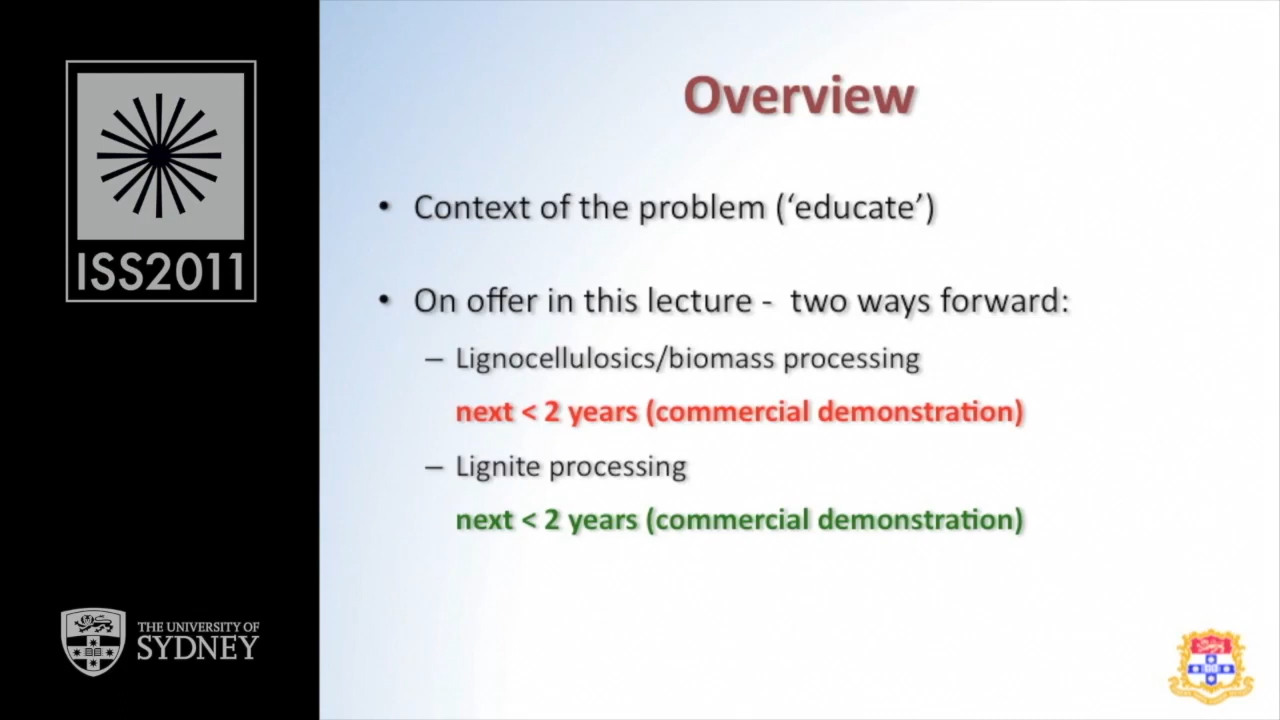 ISS2011
THE UNIVERSITY OF
SYDNEY
Overview
• Context of the problem (‘educate’)
• On offer in this lecture - two ways forward:
– Lignocellulosics/biomass processing
next < 2 years (commercial demonstration)
– Lignite processing
next < 2 years (commercial demonstration)